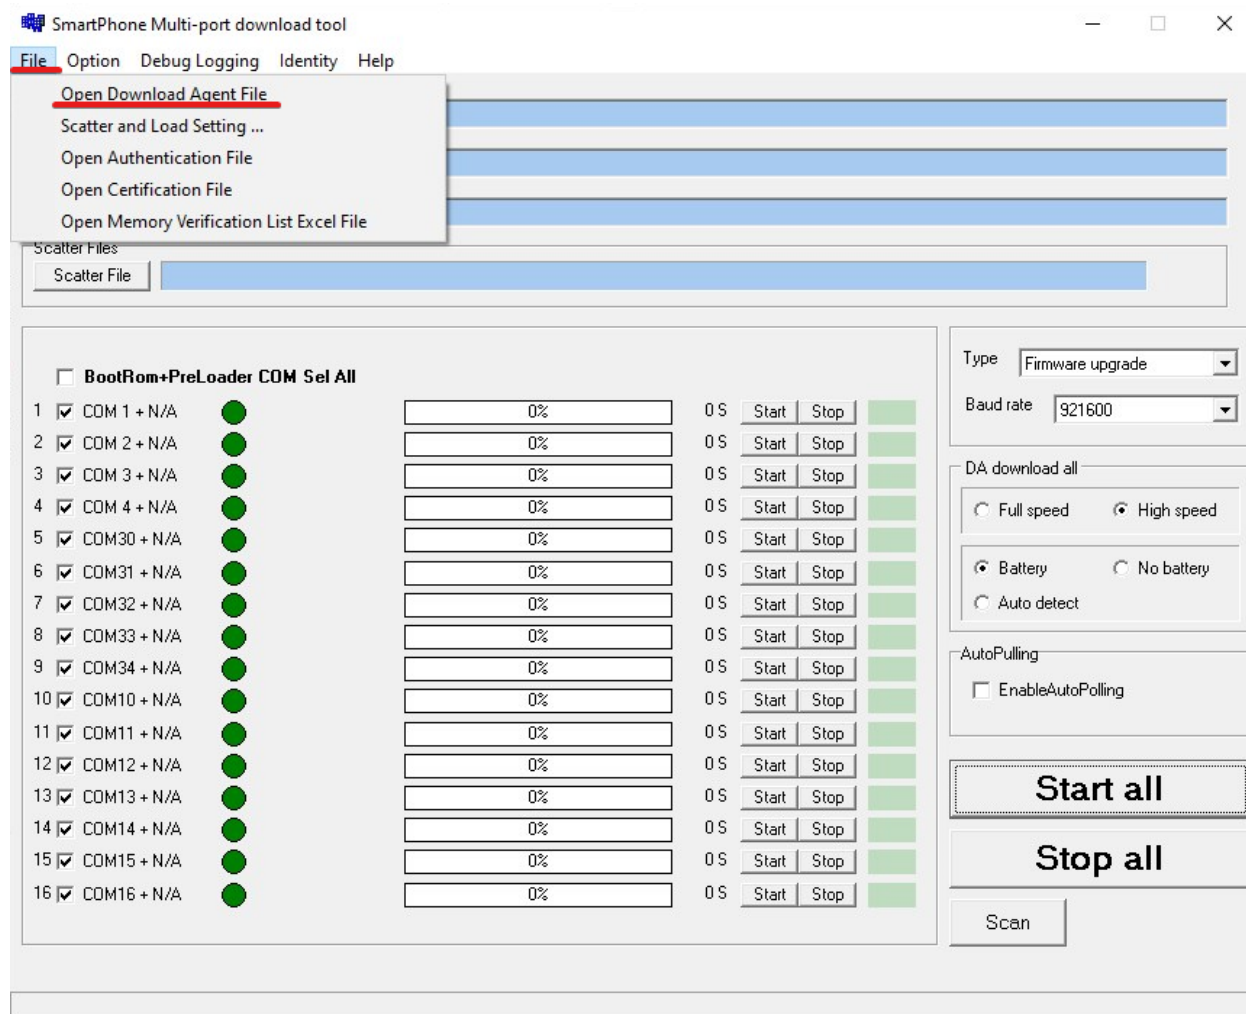 SmartPhone Multi-port download tool
File Option Debug Logging Identity Help
Open Download Agent File
Scatter and Load Setting ...
Open Authentication File
Open Certification File
Open Memory Verification List Excel File
Scatter Files
Scatter File
BootRom+PreLoader COM Sel All
1 COM 1 + N/A 0% 0 S Start Stop
2 COM 2 + N/A 0% 0 S Start Stop
3 COM 3 + N/A 0% 0 S Start Stop
4 COM 4 + N/A 0% 0 S Start Stop
5 COM30 + N/A 0% 0 S Start Stop
6 COM31 + N/A 0% 0 S Start Stop
7 COM32 + N/A 0% 0 S Start Stop
8 COM33 + N/A 0% 0 S Start Stop
9 COM34 + N/A 0% 0 S Start Stop
10 COM10 + N/A 0% 0 S Start Stop
11 COM11 + N/A 0% 0 S Start Stop
12 COM12 + N/A 0% 0 S Start Stop
13 COM13 + N/A 0% 0 S Start Stop
14 COM14 + N/A 0% 0 S Start Stop
15 COM15 + N/A 0% 0 S Start Stop
16 COM16 + N/A 0% 0 S Start Stop
Type Firmware upgrade
Baud rate 921600
DA download all
Full speed High speed
Battery No battery
Auto detect
AutoPulling
EnableAutoPolling
Start all
Stop all
Scan